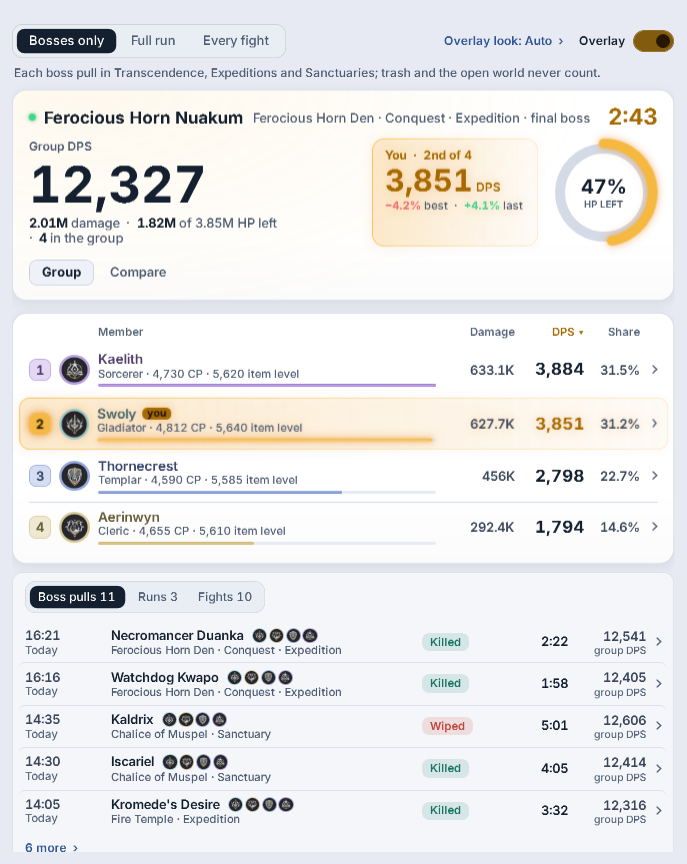 Bosses only Full run Every fight Overlay look: Auto › Overlay
Each boss pull in Transcendence, Expeditions and Sanctuaries; trash and the open world never count.
Ferocious Horn Nuakum Ferocious Horn Den · Conquest · Expedition · final boss 2:43
Group DPS
12,327
2.01M damage · 1.82M of 3.85M HP left
· 4 in the group
You · 2nd of 4
3,851 DPS
−4.2% best · +4.1% last
47%
HP LEFT
Group Compare
Member Damage DPS ▾ Share
1 Kaelith 633.1K 3,884 31.5% ›
Sorcerer · 4,730 CP · 5,620 item level
2 Swoly you 627.7K 3,851 31.2% ›
Gladiator · 4,812 CP · 5,640 item level
3 Thornecrest 456K 2,798 22.7% ›
Templar · 4,590 CP · 5,585 item level
4 Aerinwyn 292.4K 1,794 14.6% ›
Cleric · 4,655 CP · 5,610 item level
Boss pulls 11 Runs 3 Fights 10
16:21 Necromancer Duanka Killed 2:22 12,541 ›
Today Ferocious Horn Den · Conquest · Expedition group DPS
16:16 Watchdog Kwapo Killed 1:58 12,405 ›
Today Ferocious Horn Den · Conquest · Expedition group DPS
14:35 Kaldrix Wiped 5:01 12,606 ›
Today Chalice of Muspel · Sanctuary group DPS
14:30 Iscariel Killed 4:05 12,414 ›
Today Chalice of Muspel · Sanctuary group DPS
14:05 Kromede's Desire Killed 3:32 12,316 ›
Today Fire Temple · Expedition group DPS
6 more ›